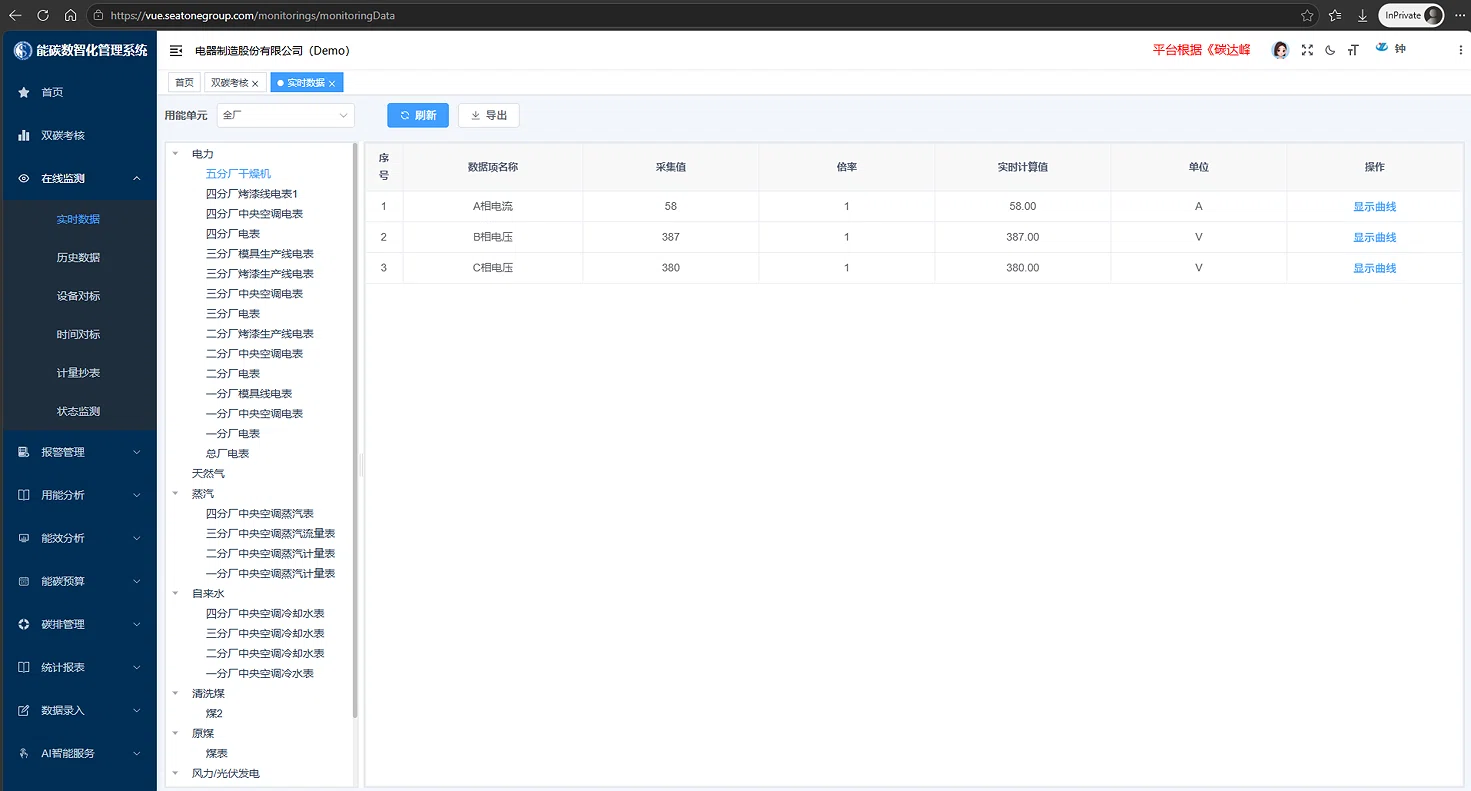 https://vue.seatonegroup.com/monitorings/monitoringData
InPrivate
能碳数智化管理系统
电器制造股份有限公司（Demo）
平台根据《碳达峰
钟
首页
双碳考核
在线监测
实时数据
历史数据
设备对标
时间对标
计量抄表
状态监测
报警管理
用能分析
能效分析
能碳预算
碳排管理
统计报表
数据录入
AI智能服务
首页 双碳考核 × 实时数据 ×
用能单元 全厂 刷新 导出
电力
五分厂干燥机
四分厂烤漆线电表1
四分厂中央空调电表
四分厂电表
三分厂模具生产线电表
三分厂烤漆生产线电表
三分厂中央空调电表
三分厂电表
二分厂烤漆生产线电表
二分厂中央空调电表
二分厂电表
一分厂模具线电表
一分厂中央空调电表
一分厂电表
总厂电表
天然气
蒸汽
四分厂中央空调蒸汽表
三分厂中央空调蒸汽流量表
二分厂中央空调蒸汽计量表
一分厂中央空调蒸汽计量表
自来水
四分厂中央空调冷却水表
三分厂中央空调冷却水表
二分厂中央空调冷却水表
一分厂中央空调冷水表
清洗煤
煤2
原煤
煤表
风力/光伏发电
序号 数据项名称 采集值 倍率 实时计算值 单位 操作
1 A相电流 58 1 58.00 A 显示曲线
2 B相电压 387 1 387.00 V 显示曲线
3 C相电压 380 1 380.00 V 显示曲线